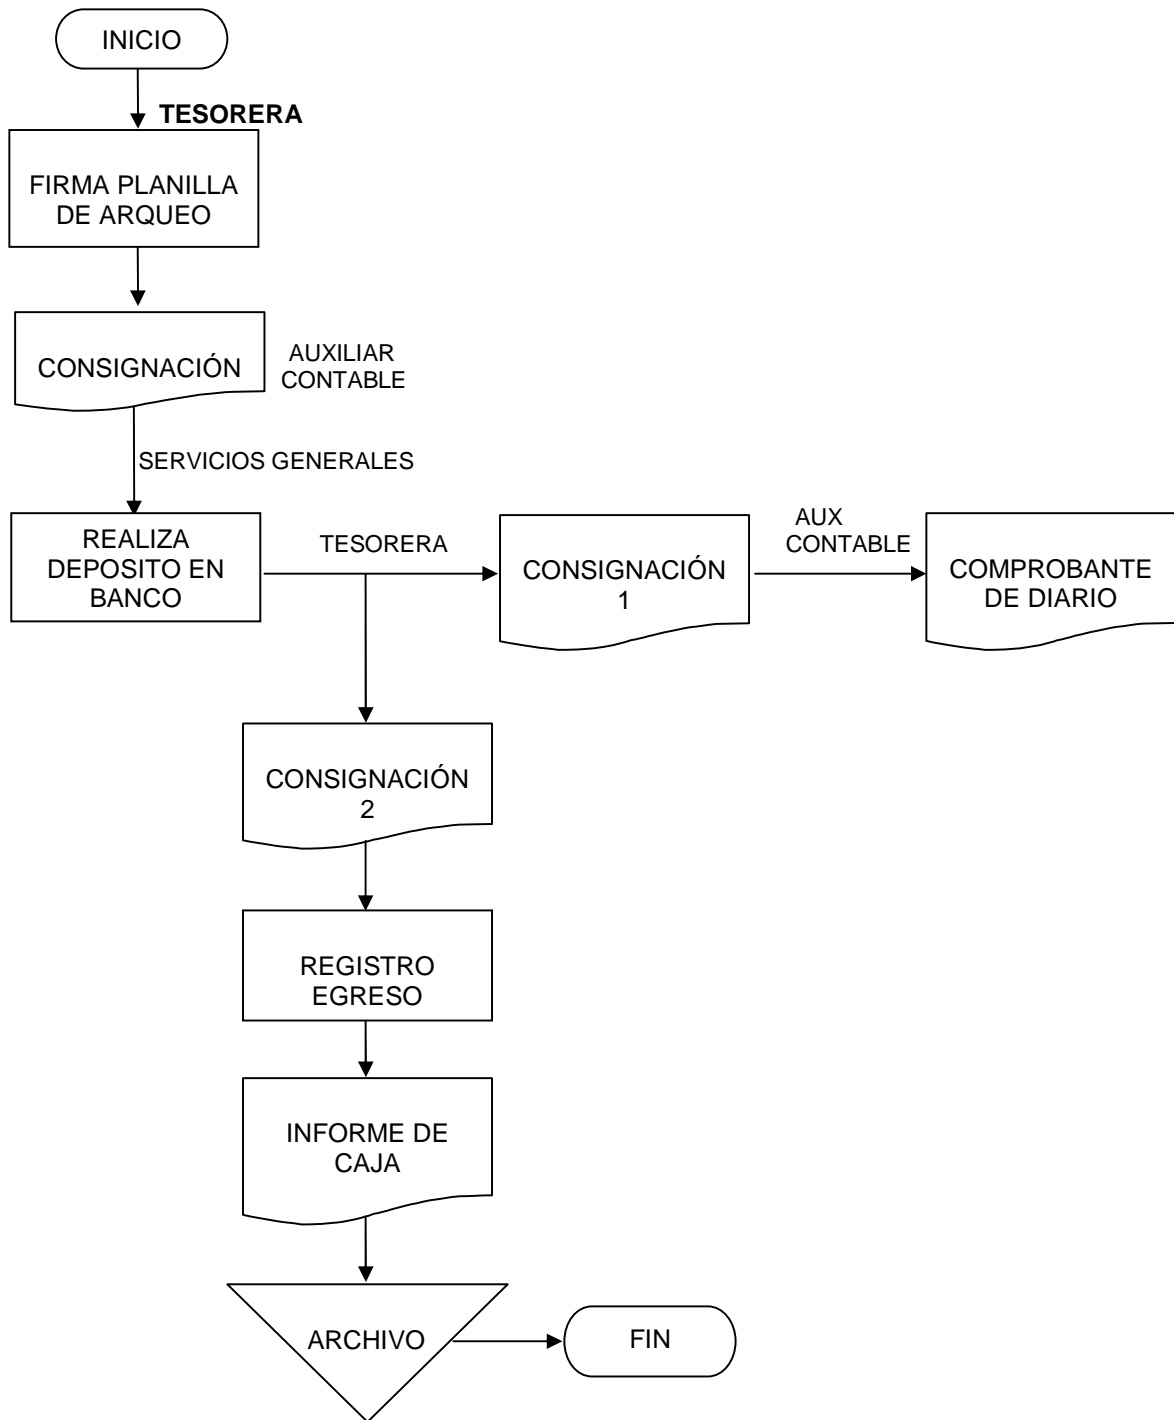 INICIO
TESORERA
FIRMA PLANILLA
DE ARQUEO
CONSIGNACIÓN
AUXILIAR
CONTABLE
SERVICIOS GENERALES
REALIZA
DEPOSITO EN
BANCO
TESORERA
CONSIGNACIÓN
1
AUX
CONTABLE
COMPROBANTE
DE DIARIO
CONSIGNACIÓN
2
REGISTRO
EGRESO
INFORME DE
CAJA
ARCHIVO
FIN